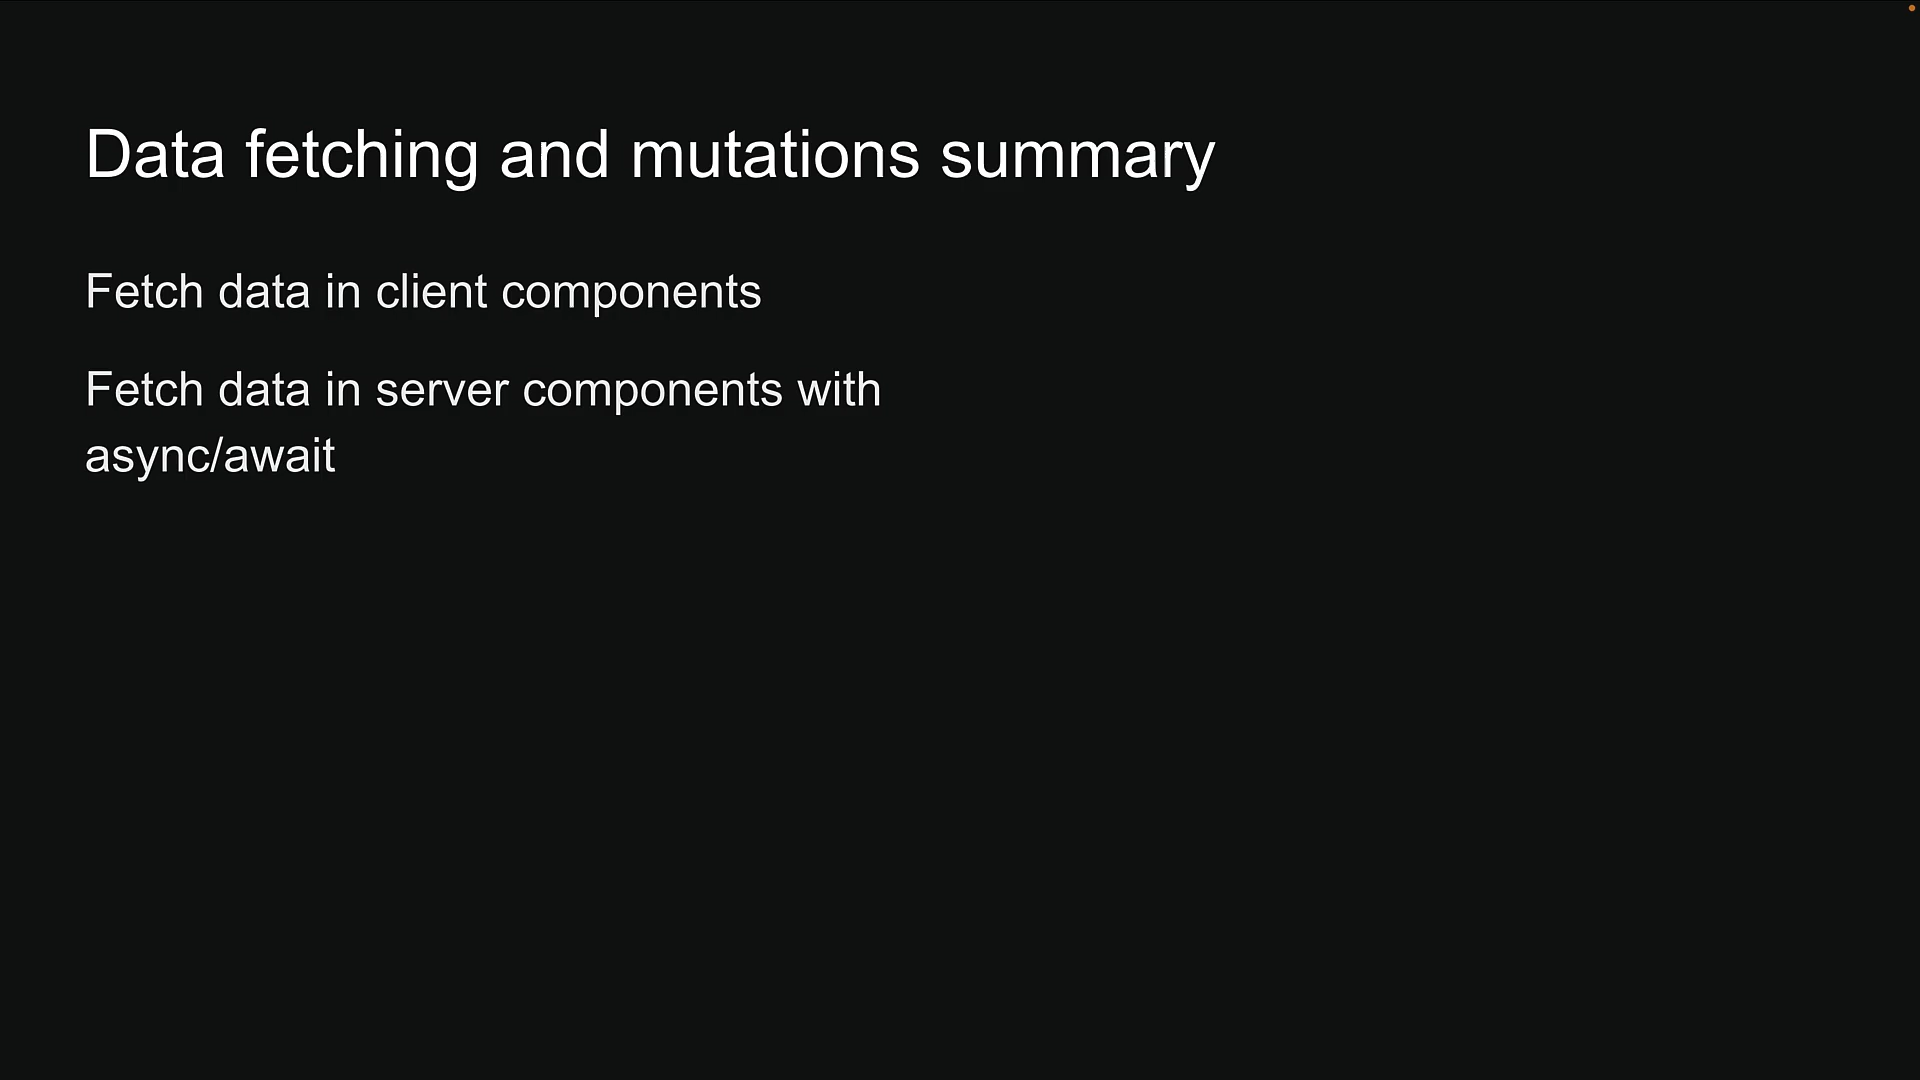 Data fetching and mutations summary
Fetch data in client components
Fetch data in server components with
async/await